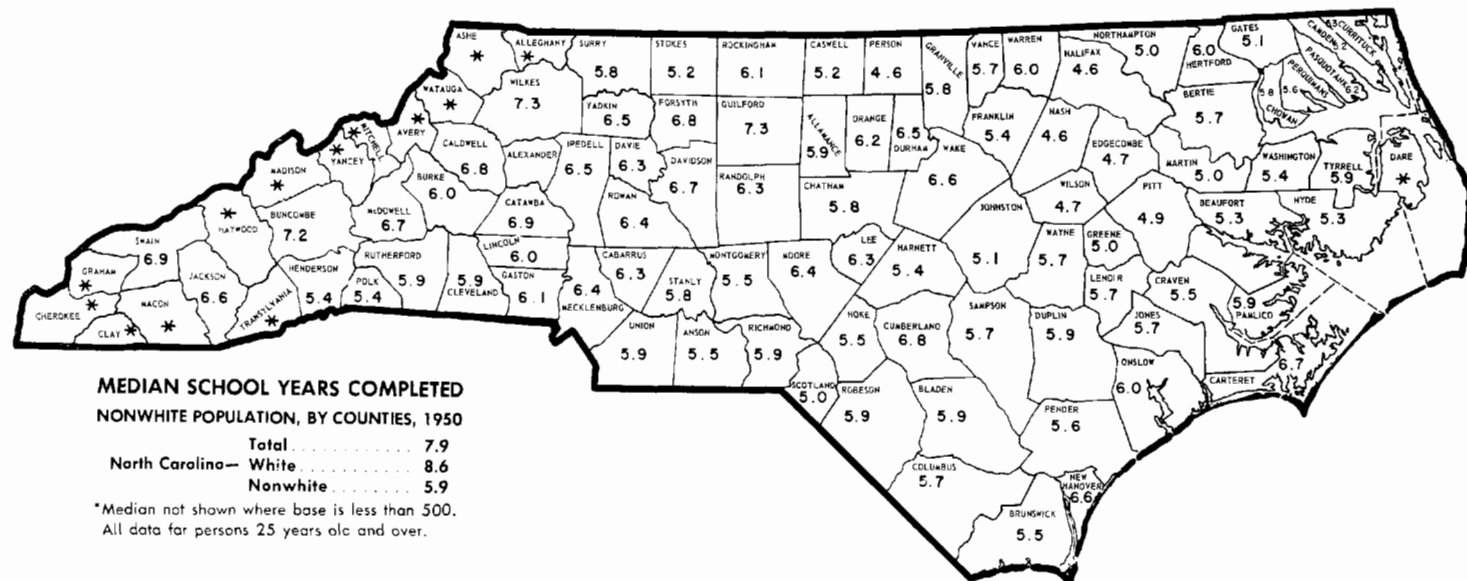 ASHE
*
ALLEGHANY
*
SURRY
5.8
STOKES
5.2
ROCKINGHAM
6.1
CASWELL
5.2
PERSON
4.6
GRANVILLE
5.8
VANCE
5.7
WARREN
6.0
HALIFAX
4.6
NORTHAMPTON
5.0
6.0
HERTFORD
GATES
5.1
CURRITUCK
CAMDEN
PASQUOTANK
6.2
PERQUIMANS
5.6
5.8
CHOWAN
WATAUGA
*
WILKES
7.3
YADKIN
6.5
FORSYTH
6.8
GUILFORD
7.3
ALAMANCE
5.9
ORANGE
6.2
6.5
DURHAM
FRANKLIN
5.4
NASH
4.6
EDGECOMBE
4.7
BERTIE
5.7
MITCHELL
*
AVERY
*
YANCEY
*
CALDWELL
6.8
ALEXANDER
IREDELL
6.5
DAVIE
6.3
DAVIDSON
6.7
RANDOLPH
6.3
CHATHAM
5.8
WAKE
6.6
WILSON
4.7
MARTIN
5.0
WASHINGTON
5.4
TYRRELL
5.9
DARE
*
MADISON
*
HAYWOOD
*
BUNCOMBE
7.2
McDOWELL
6.7
BURKE
6.0
CATAWBA
6.9
ROWAN
6.4
JOHNSTON
5.1
PITT
4.9
BEAUFORT
5.3
HYDE
5.3
SWAIN
6.9
GRAHAM
*
JACKSON
6.6
HENDERSON
5.4
POLK
5.4
RUTHERFORD
5.9
5.9
CLEVELAND
LINCOLN
6.0
GASTON
6.1
6.4
MECKLENBURG
CABARRUS
6.3
STANLY
5.8
MONTGOMERY
5.5
MOORE
6.4
LEE
6.3
HARNETT
5.4
WAYNE
5.7
GREENE
5.0
LENOIR
5.7
CRAVEN
5.5
5.9
PAMLICO
CHEROKEE
*
CLAY
*
MACON
*
TRANSYLVANIA
*
UNION
5.9
ANSON
5.5
RICHMOND
5.9
HOKE
5.5
CUMBERLAND
6.8
SAMPSON
5.7
DUPLIN
5.9
JONES
5.7
ONSLOW
6.0
CARTERET
6.7
SCOTLAND
5.0
ROBESON
5.9
BLADEN
5.9
PENDER
5.6
COLUMBUS
5.7
NEW
HANOVER
6.6
BRUNSWICK
5.5
MEDIAN SCHOOL YEARS COMPLETED
NONWHITE POPULATION, BY COUNTIES, 1950
Total . . . . . . . . . . . . 7.9
North Carolina— White . . . . . . . . . . . 8.6
Nonwhite . . . . . . . . 5.9
*Median not shown where base is less than 500.
All data for persons 25 years old and over.